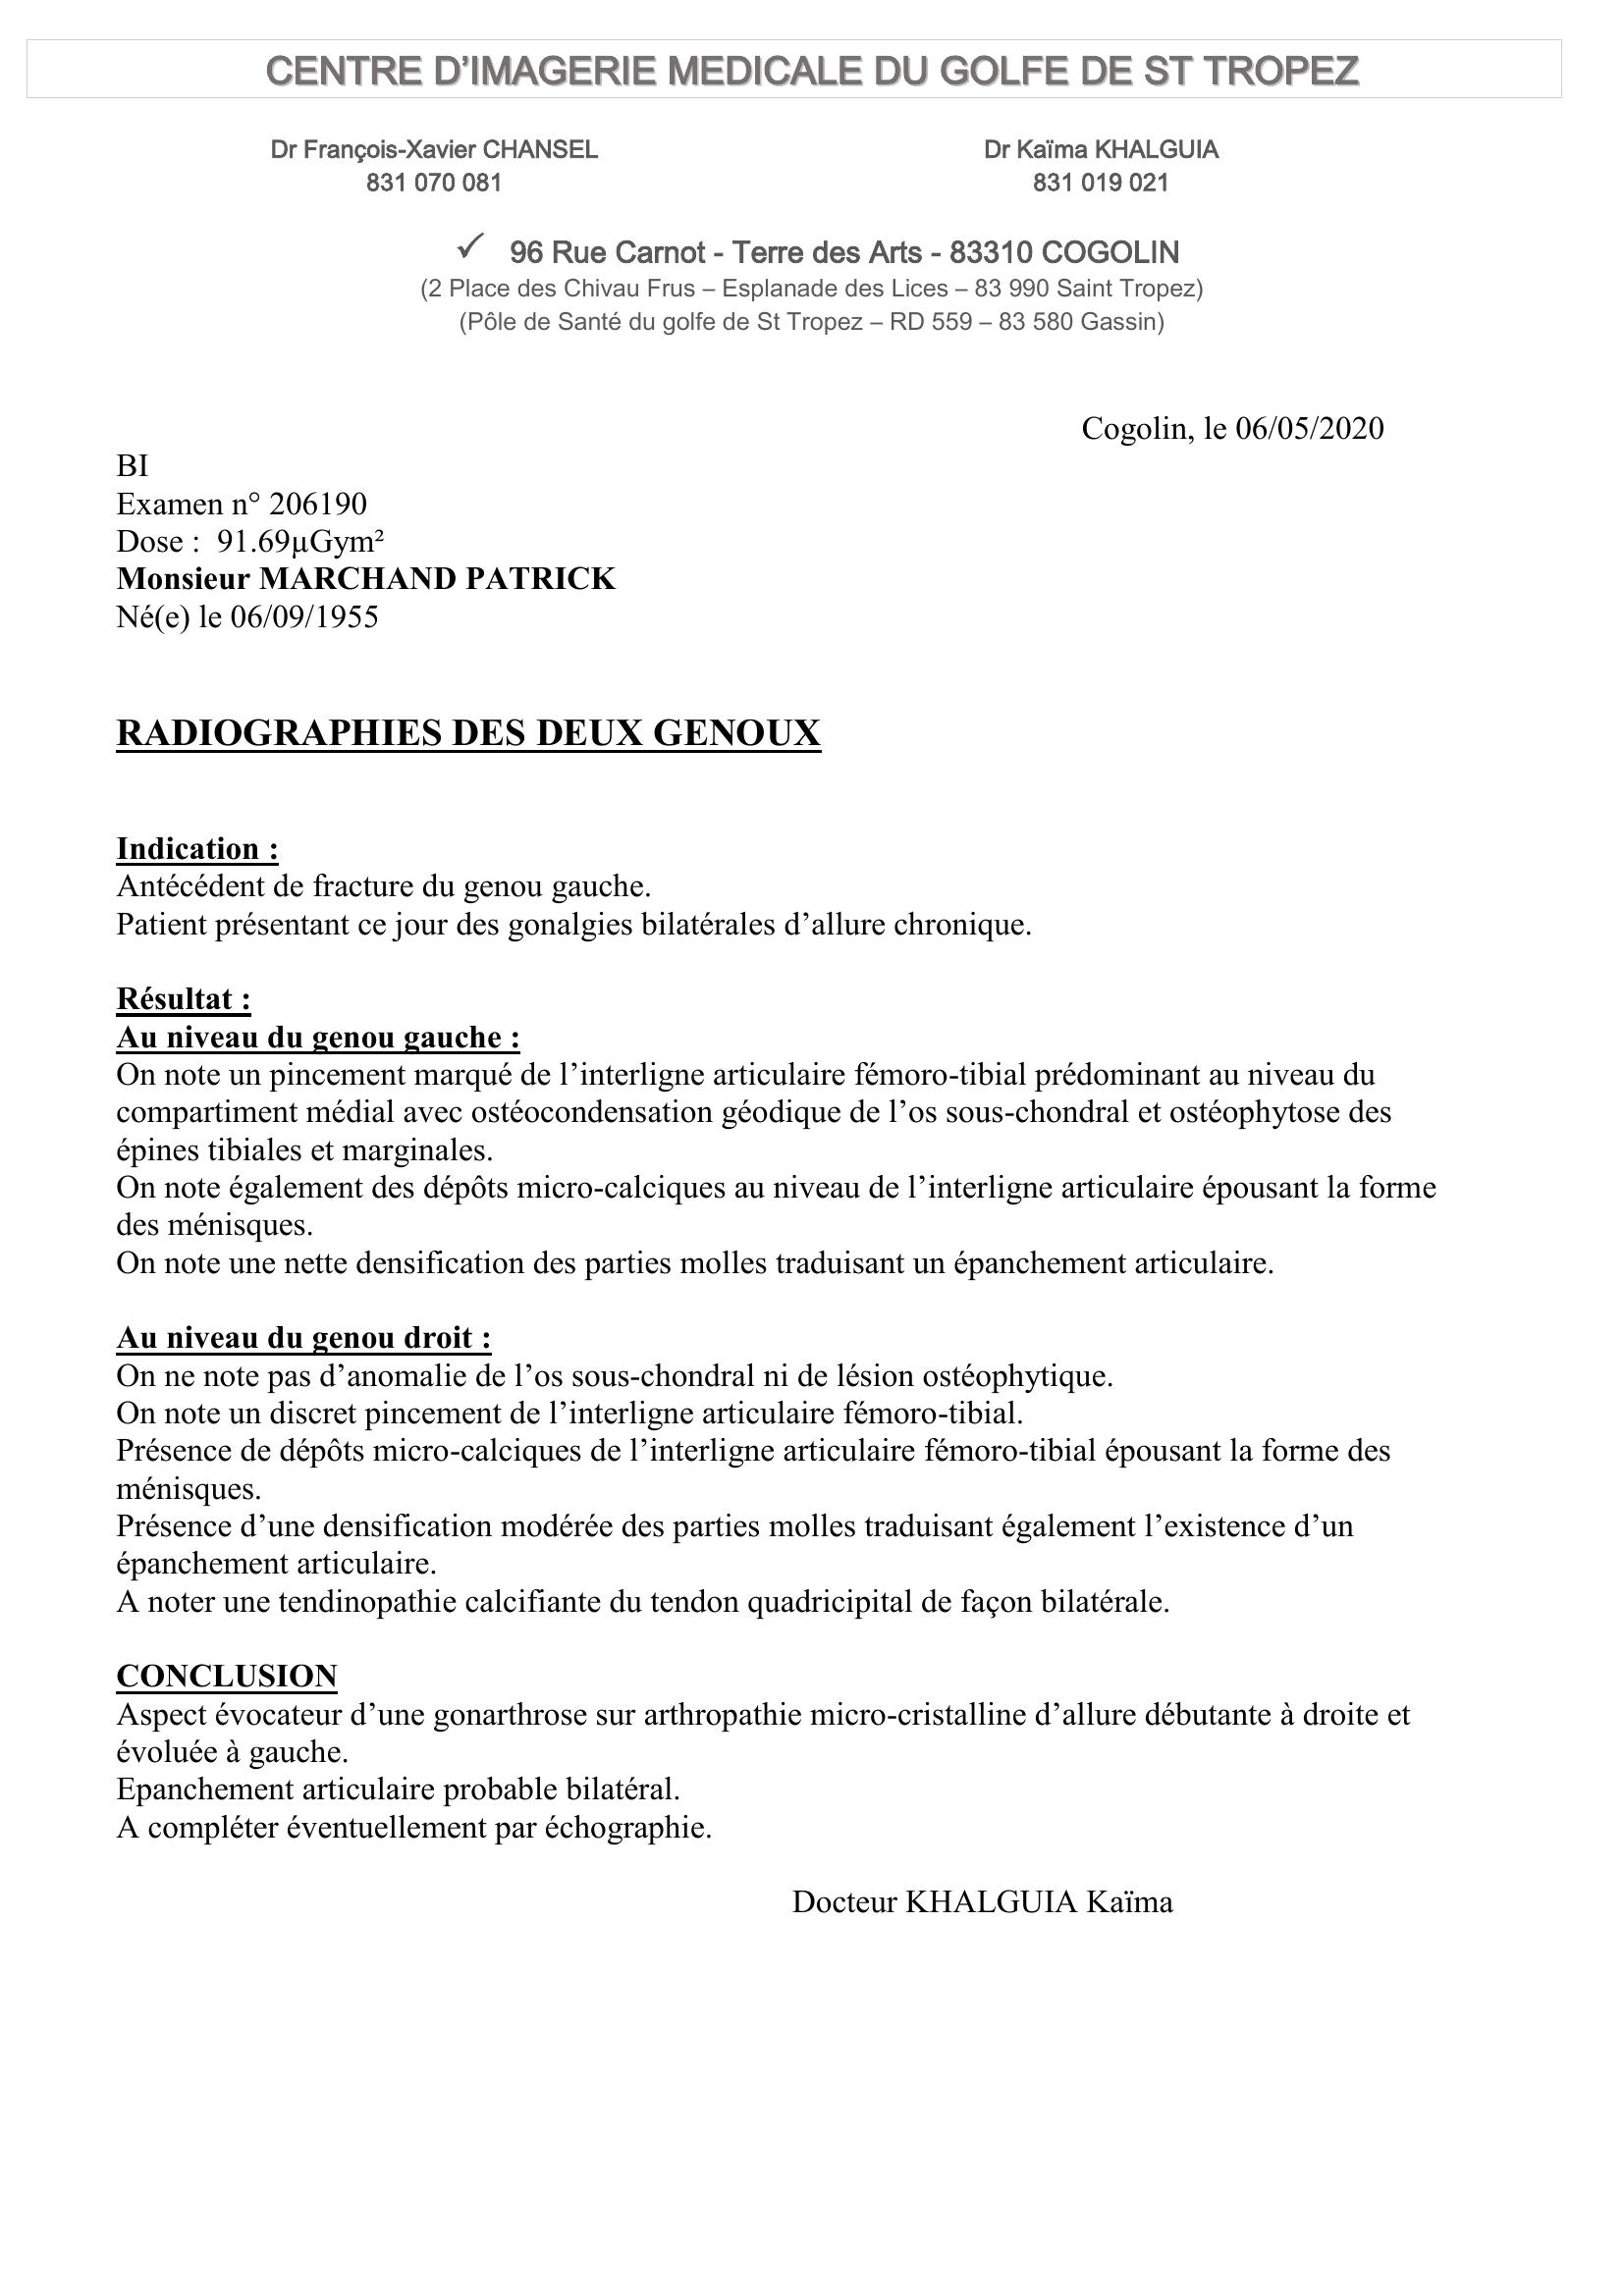 CENTRE D’IMAGERIE MEDICALE DU GOLFE DE ST TROPEZ
Dr François-Xavier CHANSEL
831 070 081
Dr Kaïma KHALGUIA
831 019 021
✓ 96 Rue Carnot - Terre des Arts - 83310 COGOLIN
(2 Place des Chivau Frus – Esplanade des Lices – 83 990 Saint Tropez)
(Pôle de Santé du golfe de St Tropez – RD 559 – 83 580 Gassin)
Cogolin, le 06/05/2020
BI
Examen n° 206190
Dose : 91.69µGym²
Monsieur MARCHAND PATRICK
Né(e) le 06/09/1955
RADIOGRAPHIES DES DEUX GENOUX
Indication :
Antécédent de fracture du genou gauche.
Patient présentant ce jour des gonalgies bilatérales d’allure chronique.
Résultat :
Au niveau du genou gauche :
On note un pincement marqué de l’interligne articulaire fémoro-tibial prédominant au niveau du
compartiment médial avec ostéocondensation géodique de l’os sous-chondral et ostéophytose des
épines tibiales et marginales.
On note également des dépôts micro-calciques au niveau de l’interligne articulaire épousant la forme
des ménisques.
On note une nette densification des parties molles traduisant un épanchement articulaire.
Au niveau du genou droit :
On ne note pas d’anomalie de l’os sous-chondral ni de lésion ostéophytique.
On note un discret pincement de l’interligne articulaire fémoro-tibial.
Présence de dépôts micro-calciques de l’interligne articulaire fémoro-tibial épousant la forme des
ménisques.
Présence d’une densification modérée des parties molles traduisant également l’existence d’un
épanchement articulaire.
A noter une tendinopathie calcifiante du tendon quadricipital de façon bilatérale.
CONCLUSION
Aspect évocateur d’une gonarthrose sur arthropathie micro-cristalline d’allure débutante à droite et
évoluée à gauche.
Epanchement articulaire probable bilatéral.
A compléter éventuellement par échographie.
Docteur KHALGUIA Kaïma